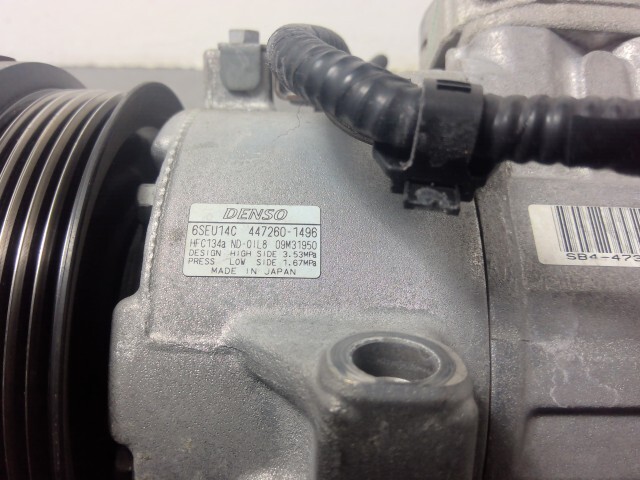 DENSO
6SEU14C 447260-1496
HFC134a ND-OIL8 09M31950
DESIGN HIGH SIDE 3.53MPa
PRESS LOW SIDE 1.67MPa
MADE IN JAPAN
SB4-473